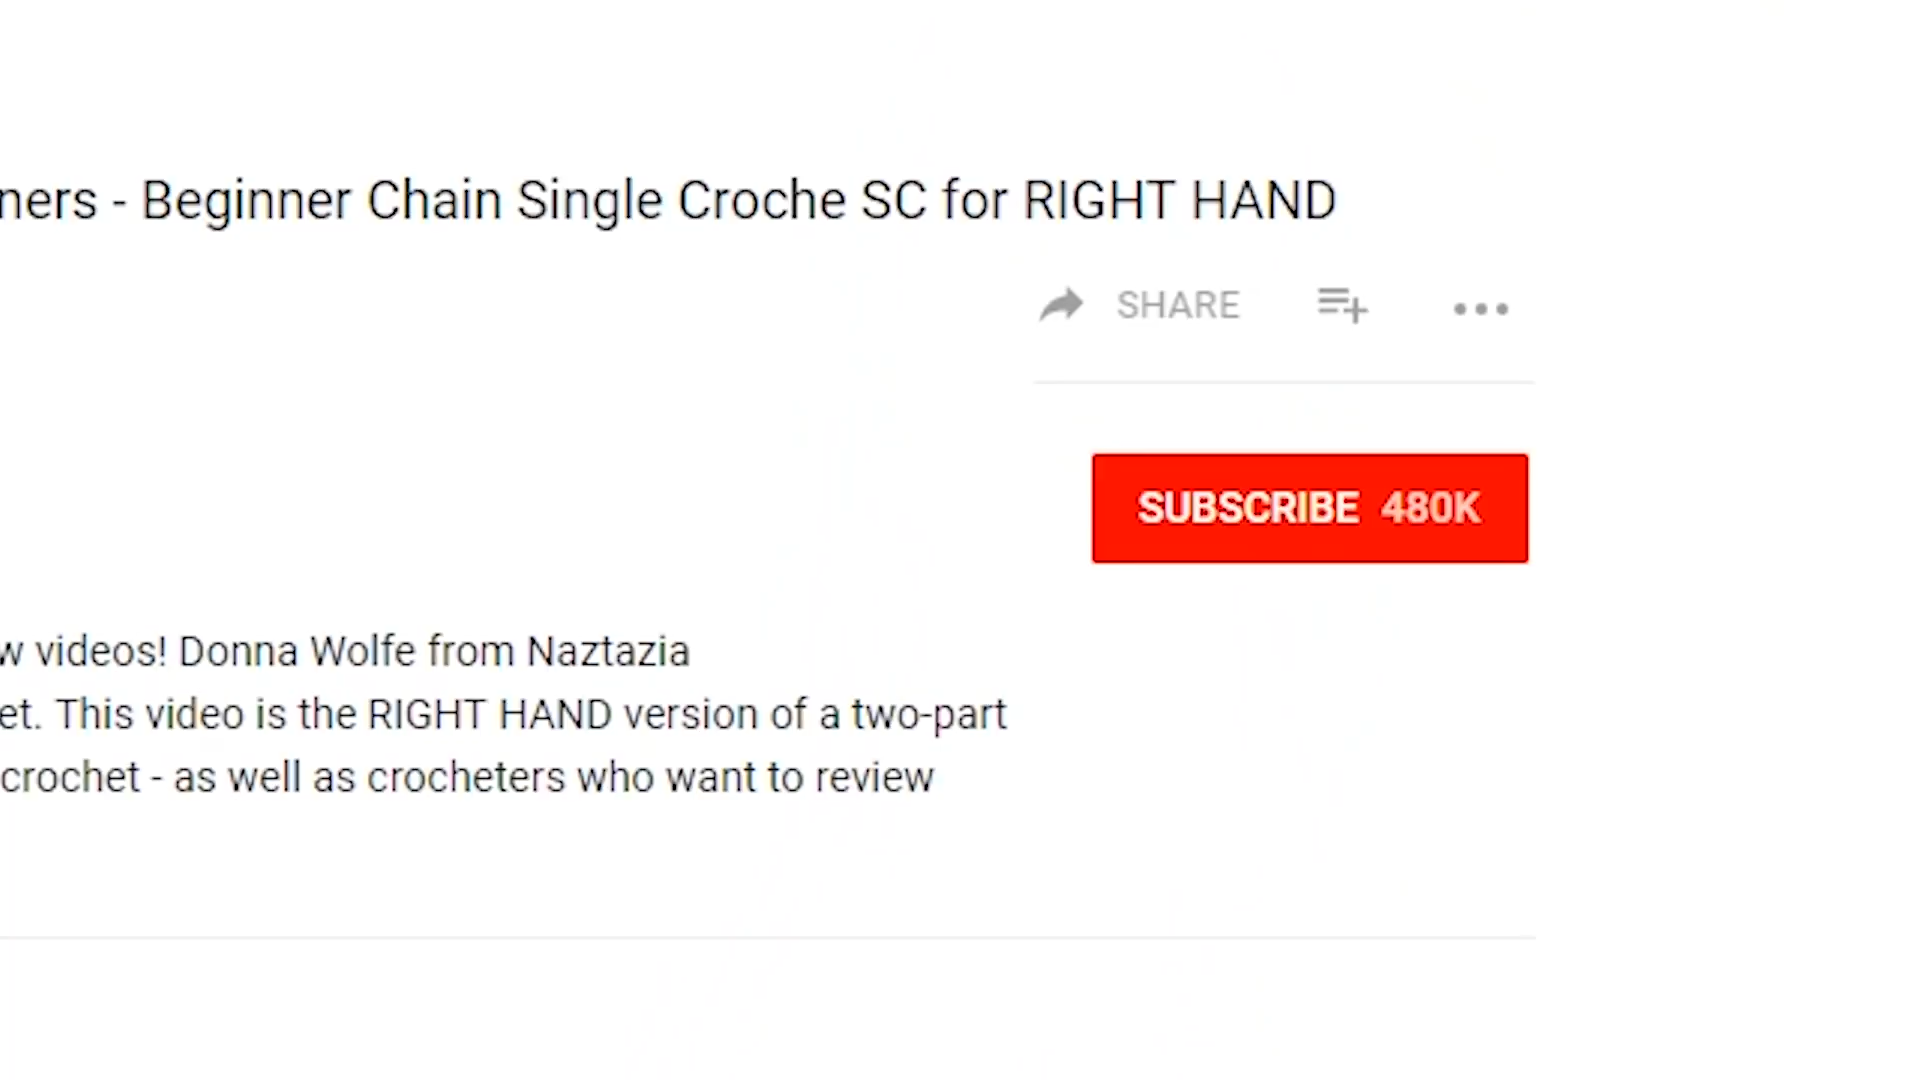 ners - Beginner Chain Single Croche SC for RIGHT HAND
SHARE
SUBSCRIBE 480K
w videos! Donna Wolfe from Naztazia
et. This video is the RIGHT HAND version of a two-part
crochet - as well as crocheters who want to review